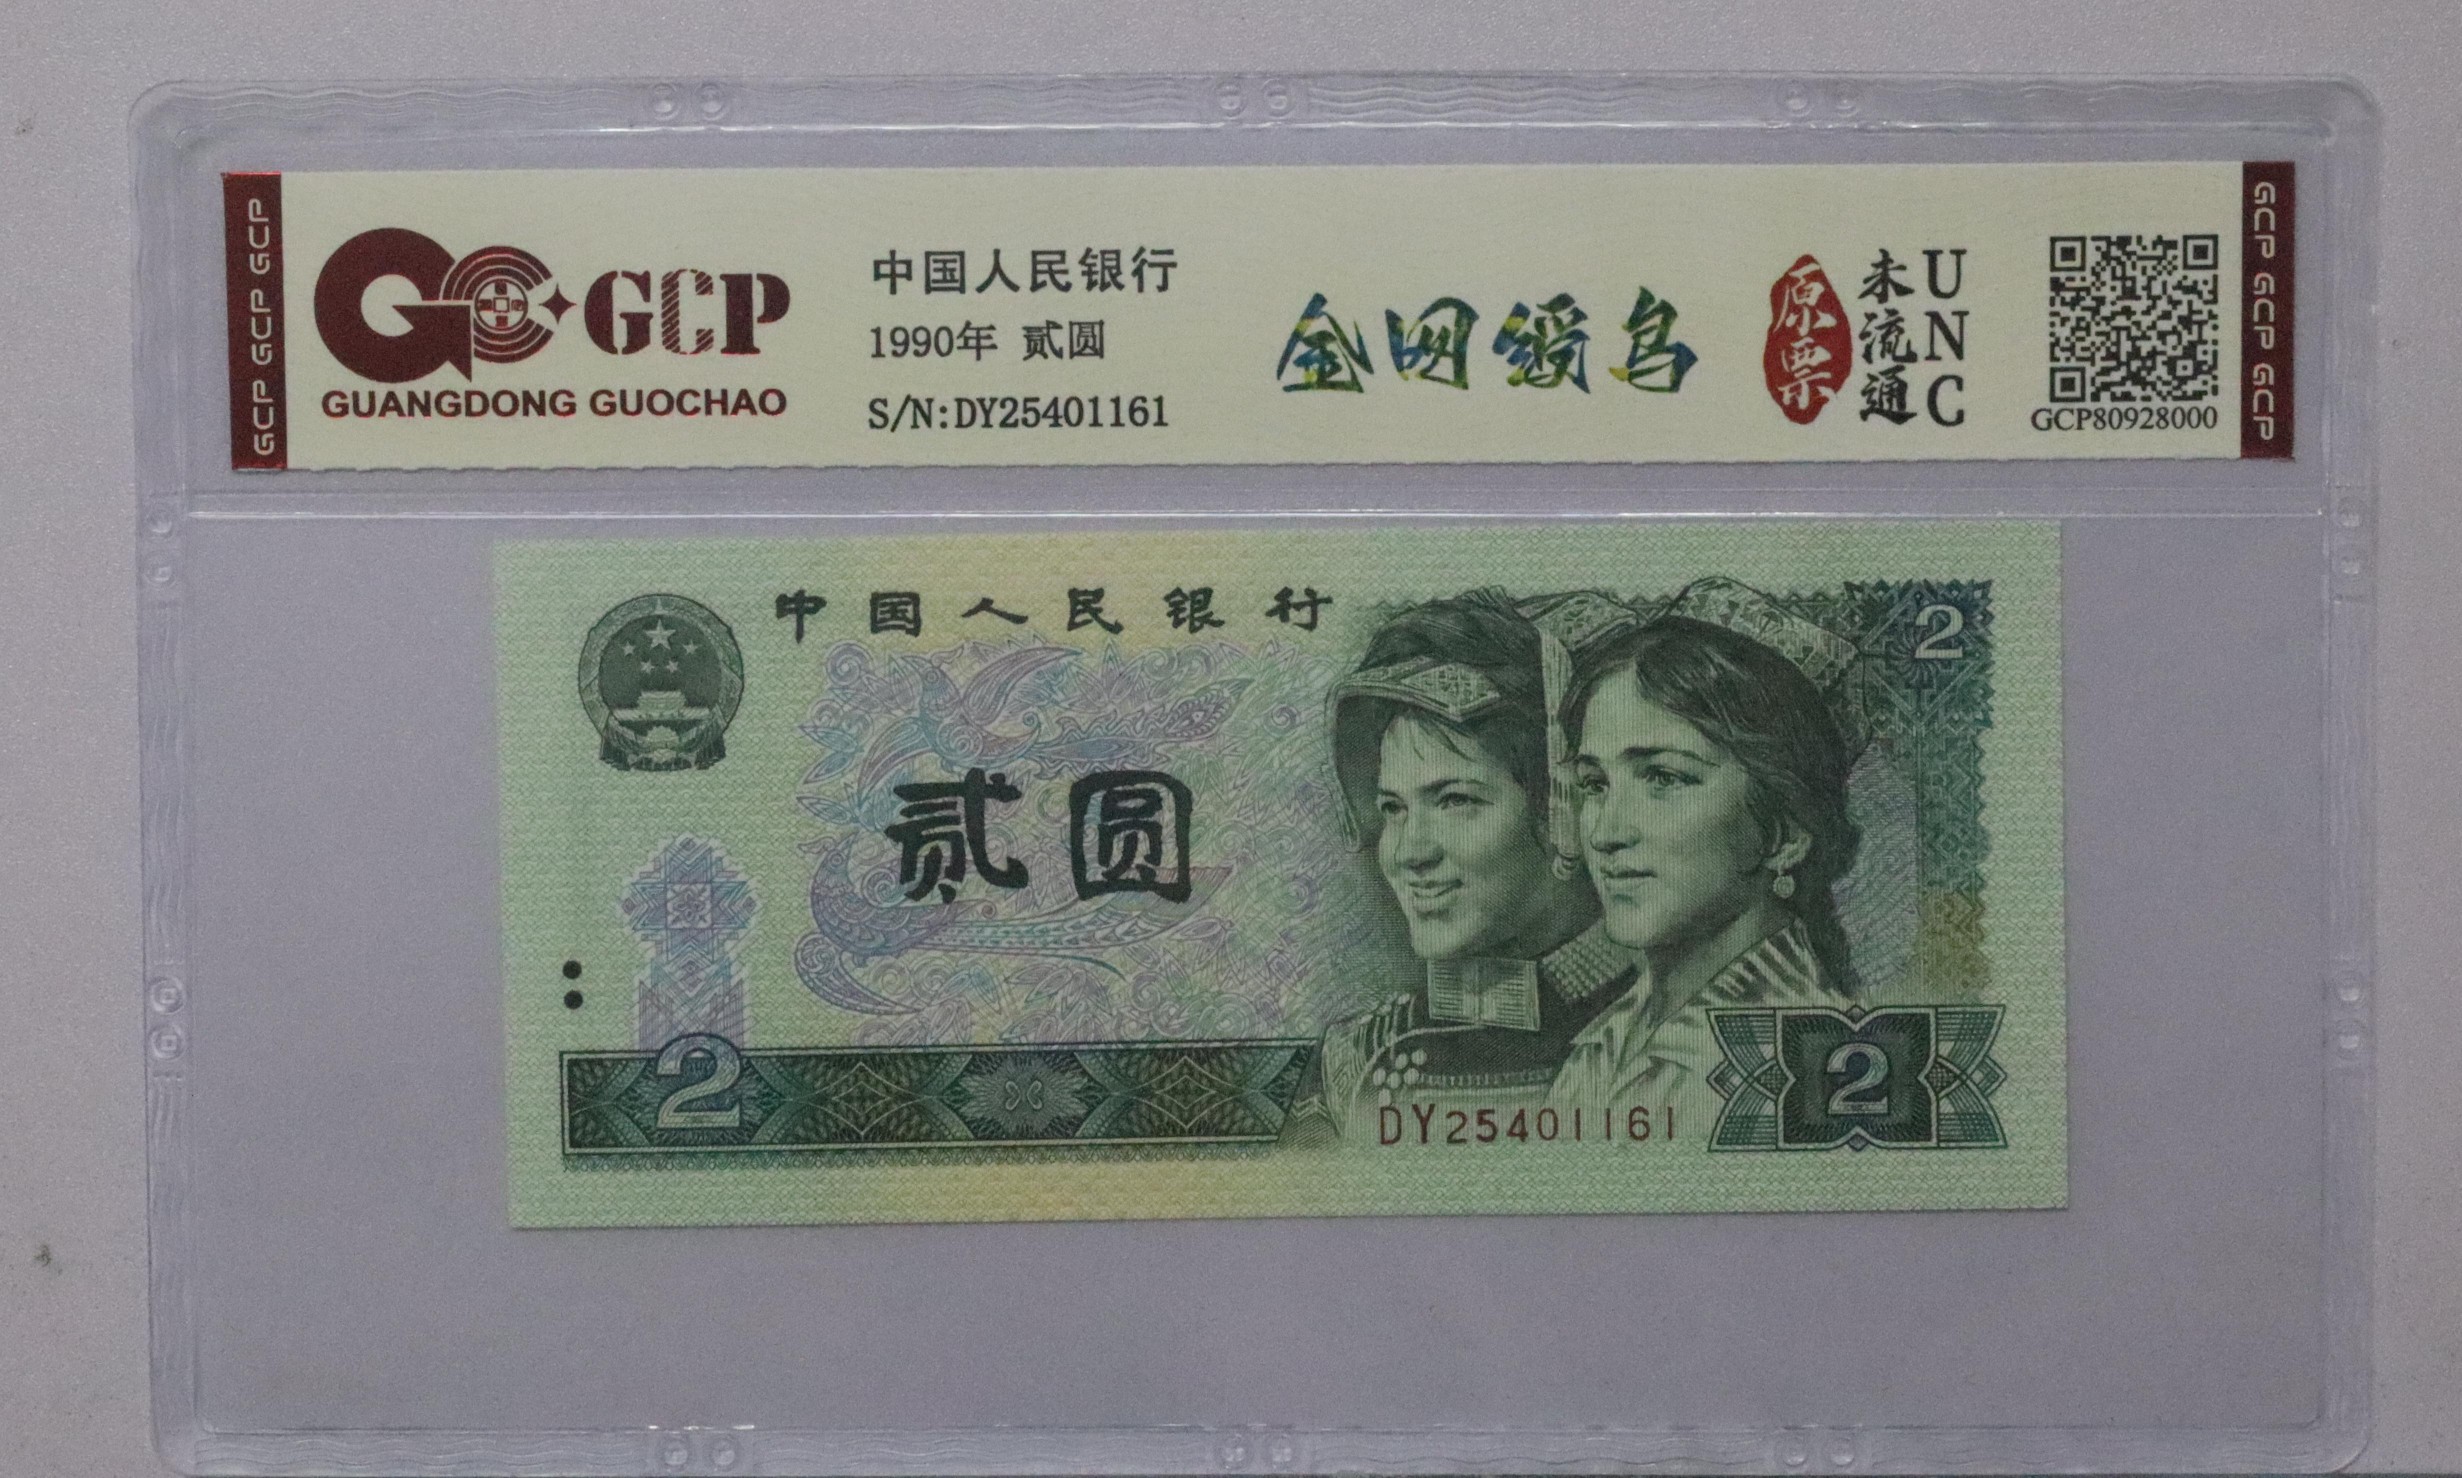 GCP GCP GCP
GCP
GUANGDONG GUOCHAO
中国人民银行
1990年 贰圆
S/N:DY25401161
金网绶鸟
原票
未流通
UNC
GCP80928000
GCP GCP GCP
中国人民银行
2
贰圆
2
DY25401161
2